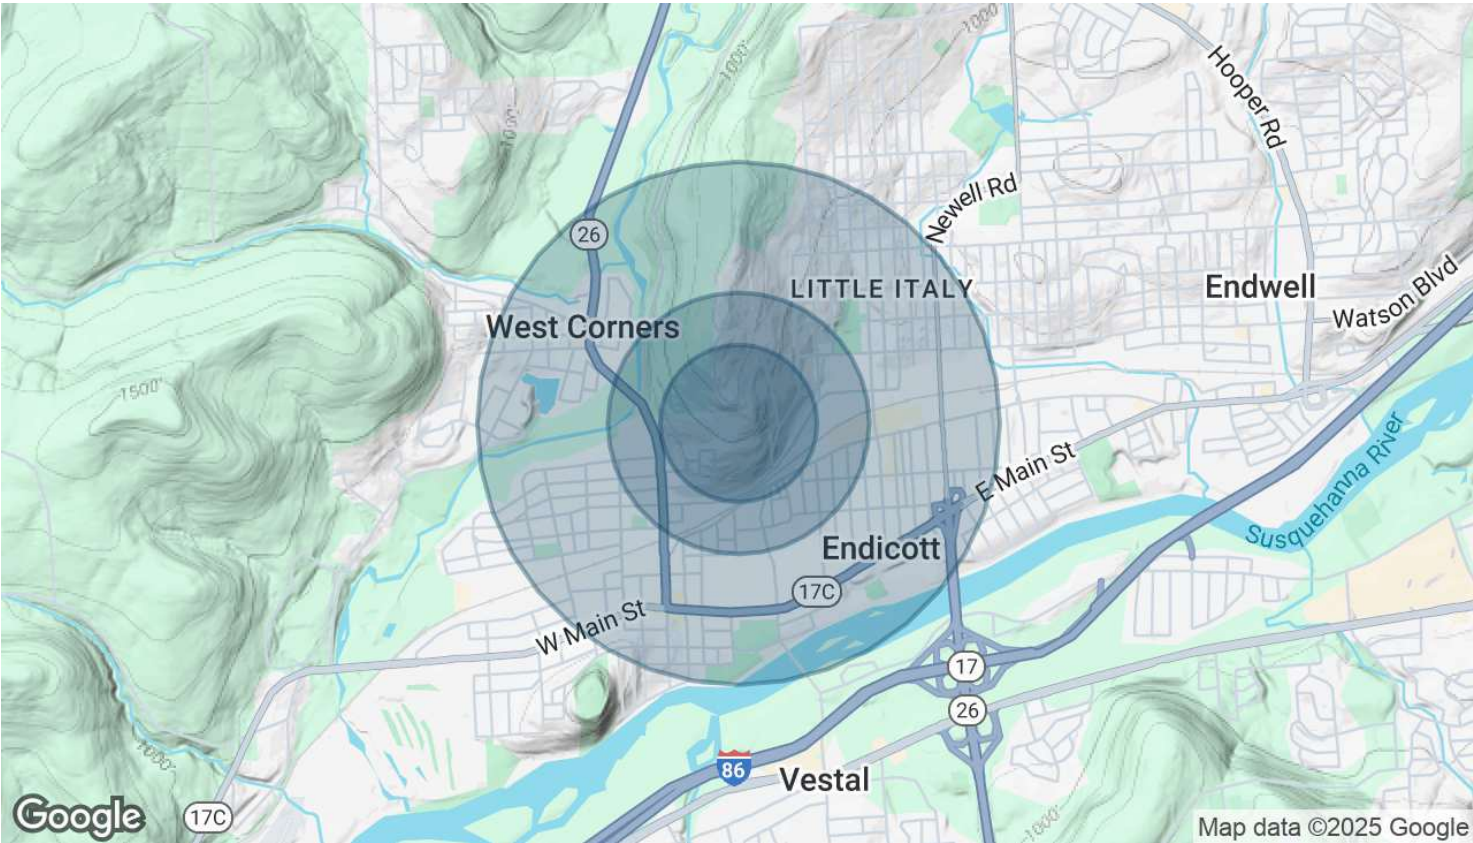 1000'
1000'
1000'
Hooper Rd
Newell Rd
26
LITTLE ITALY
Endwell
Watson Blvd
West Corners
1500'
E Main St
Susquehanna River
Endicott
17C
W Main St
17
26
1000'
86
Vestal
Google
17C
-1000'
Map data ©2025 Google